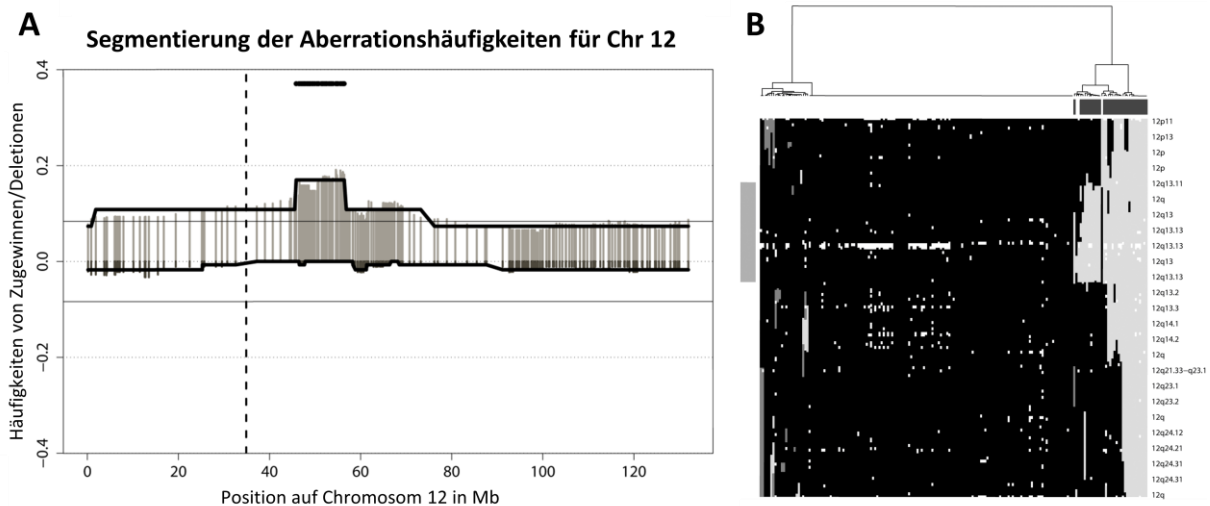 A
Segmentierung der Aberrationshäufigkeiten für Chr 12
Häufigkeiten von Zugewinnen/Deletionen
0.4
0.2
0.0
−0.2
−0.4
0 20 40 60 80 100 120
Position auf Chromosom 12 in Mb
B
12p11
12p13
12p
12p
12q13.11
12q
12q13
12q13.13
12q13.13
12q13
12q13.13
12q13.2
12q13.3
12q14.1
12q14.2
12q
12q21.33−q23.1
12q23.1
12q23.2
12q
12q24.12
12q24.21
12q24.31
12q24.31
12q